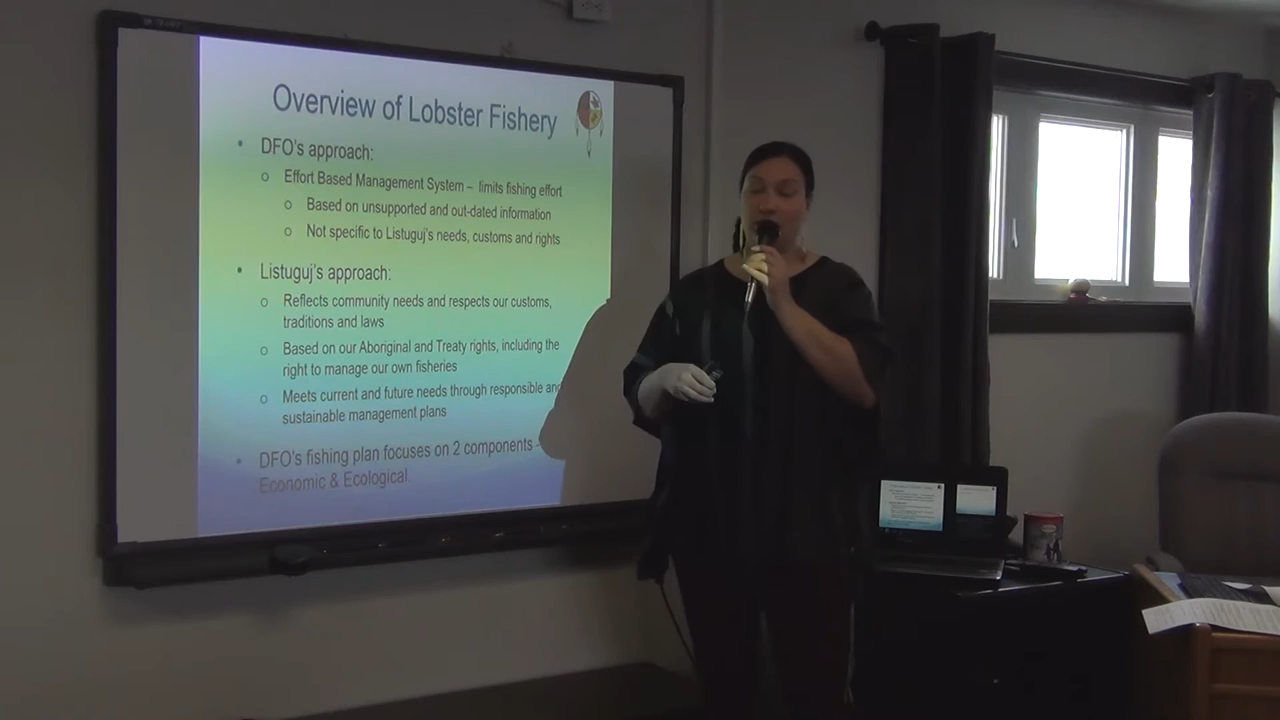 Overview of Lobster Fishery
• DFO's approach:
o Effort Based Management System – limits fishing effort
o Based on unsupported and out-dated information
o Not specific to Listuguj's needs, customs and rights
• Listuguj's approach:
o Reflects community needs and respects our customs,
traditions and laws
o Based on our Aboriginal and Treaty rights, including the
right to manage our own fisheries
o Meets current and future needs through responsible and
sustainable management plans
• DFO's fishing plan focuses on 2 components –
Economic & Ecological.